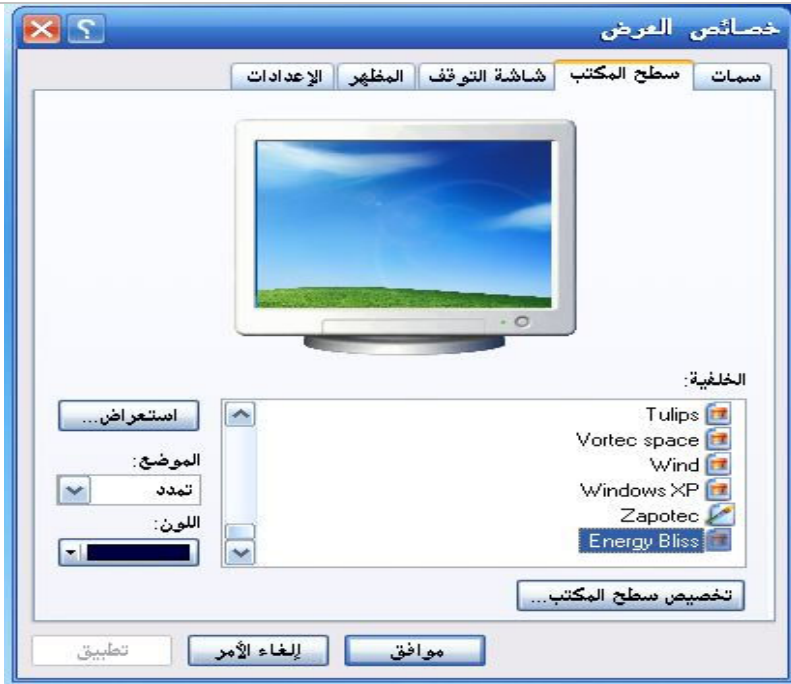 خصائص العرض
سمات
سطح المكتب
شاشة التوقف
المظهر
الإعدادات
الخلفية:
Tulips
Vortec space
Wind
Windows XP
Zapotec
Energy Bliss
استعراض...
الموضع:
تمدد
اللون:
تخصيص سطح المكتب...
موافق
إلغاء الأمر
تطبيق